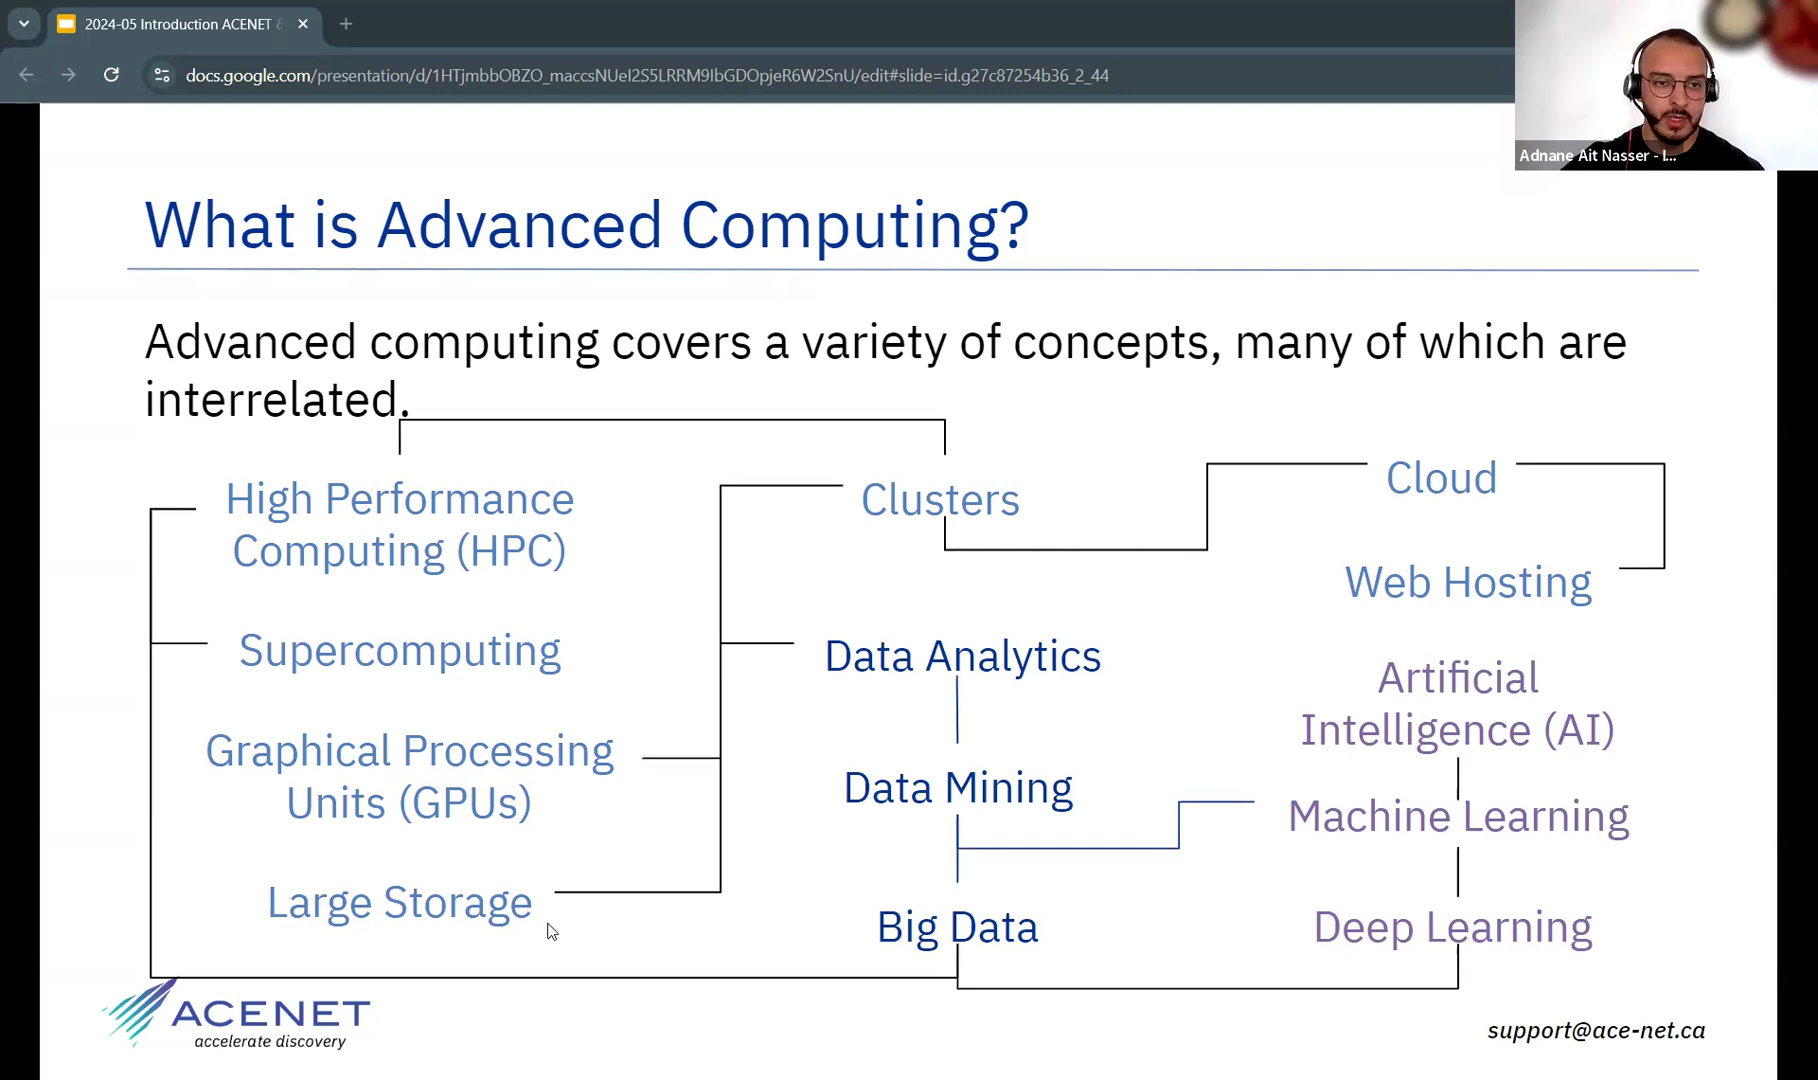 2024-05 Introduction ACENET &
docs.google.com/presentation/d/1HTjmbbOBZO_maccsNUeI2S5LRRM9IbGDOpjeR6W2SnU/edit#slide=id.g27c87254b36_2_44
Adnane Ait Nasser - I...
What is Advanced Computing?
Advanced computing covers a variety of concepts, many of which are
interrelated.
High Performance
Computing (HPC)
Supercomputing
Graphical Processing
Units (GPUs)
Large Storage
Clusters
Data Analytics
Data Mining
Big Data
Cloud
Web Hosting
Artificial
Intelligence (AI)
Machine Learning
Deep Learning
ACENET
accelerate discovery
support@ace-net.ca